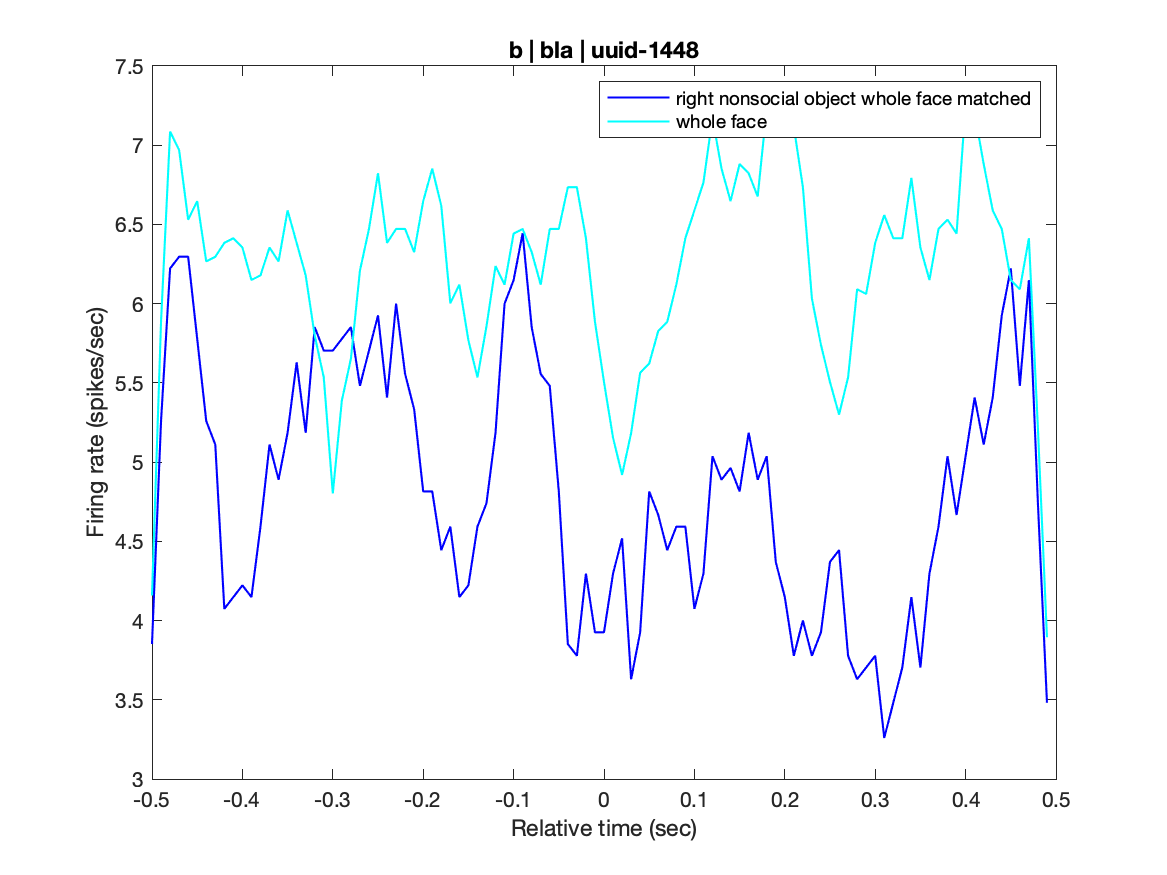 b | bla | uuid-1448
7.5
7
6.5
6
5.5
5
4.5
4
3.5
3
Firing rate (spikes/sec)
right nonsocial object whole face matched
whole face
-0.5 -0.4 -0.3 -0.2 -0.1 0 0.1 0.2 0.3 0.4 0.5
Relative time (sec)